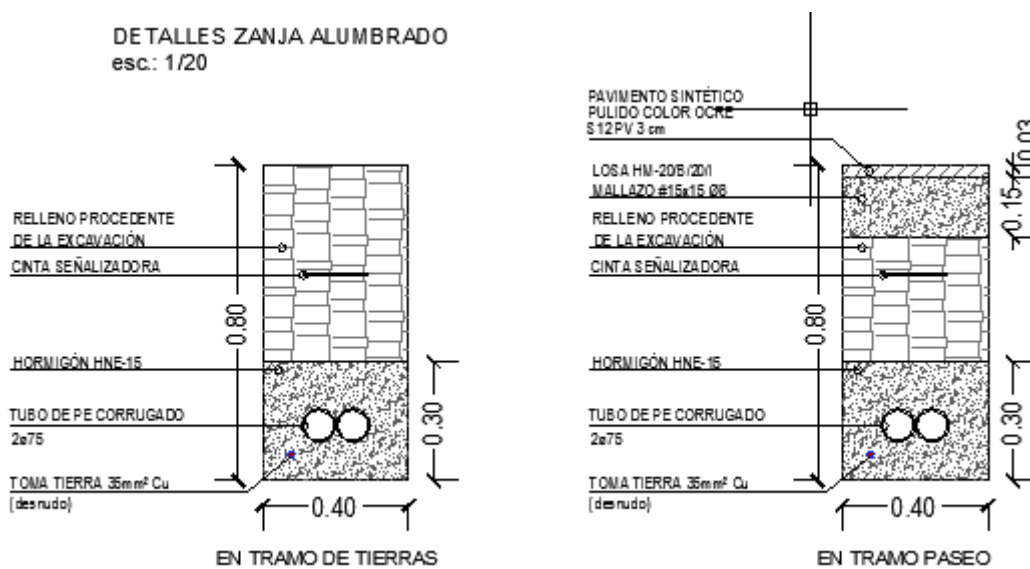 DETALLES ZANJA ALUMBRADO
esc.: 1/20
RELLENO PROCEDENTE
DE LA EXCAVACIÓN
CINTA SEÑALIZADORA
HORMIGÓN HNE-15
TUBO DE PE CORRUGADO
2ø75
TOMA TIERRA 35mm² Cu
(desnudo)
0.80
0.30
0.40
EN TRAMO DE TIERRAS
PAVIMENTO SINTÉTICO
PULIDO COLOR OCRE
S12PV 3 cm
LOSA HM-20/B/20/I
MALLAZO #15x15 Ø6
RELLENO PROCEDENTE
DE LA EXCAVACIÓN
CINTA SEÑALIZADORA
HORMIGÓN HNE-15
TUBO DE PE CORRUGADO
2ø75
TOMA TIERRA 35mm² Cu
(desnudo)
0.80
0.03
0.15
0.30
0.40
EN TRAMO PASEO